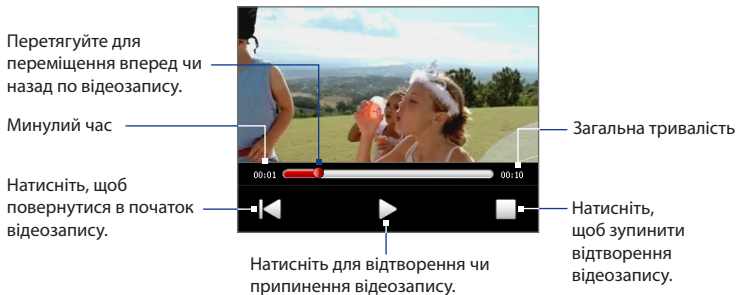 Перетягуйте для
переміщення вперед чи
назад по відеозапису.
Минулий час
Натисніть, щоб
повернутися в початок
відеозапису.
00:01
00:10
Загальна тривалість
Натисніть,
щоб зупинити
відтворення
відеозапису.
Натисніть для відтворення чи
припинення відеозапису.